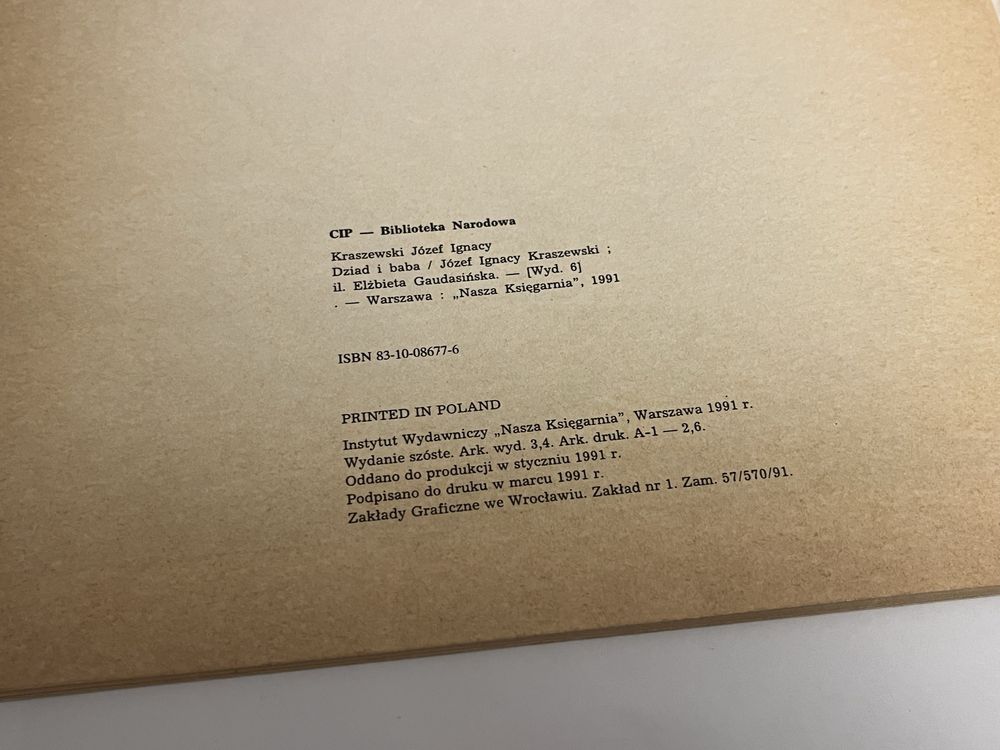 CIP — Biblioteka Narodowa
Kraszewski Józef Ignacy
Dziad i baba / Józef Ignacy Kraszewski ;
il. Elżbieta Gaudasińska. — [Wyd. 6]
. — Warszawa : „Nasza Księgarnia”, 1991
ISBN 83-10-08677-6
PRINTED IN POLAND
Instytut Wydawniczy „Nasza Księgarnia”, Warszawa 1991 r.
Wydanie szóste. Ark. wyd. 3,4. Ark. druk. A-1 — 2,6.
Oddano do produkcji w styczniu 1991 r.
Podpisano do druku w marcu 1991 r.
Zakłady Graficzne we Wrocławiu. Zakład nr 1. Zam. 57/570/91.